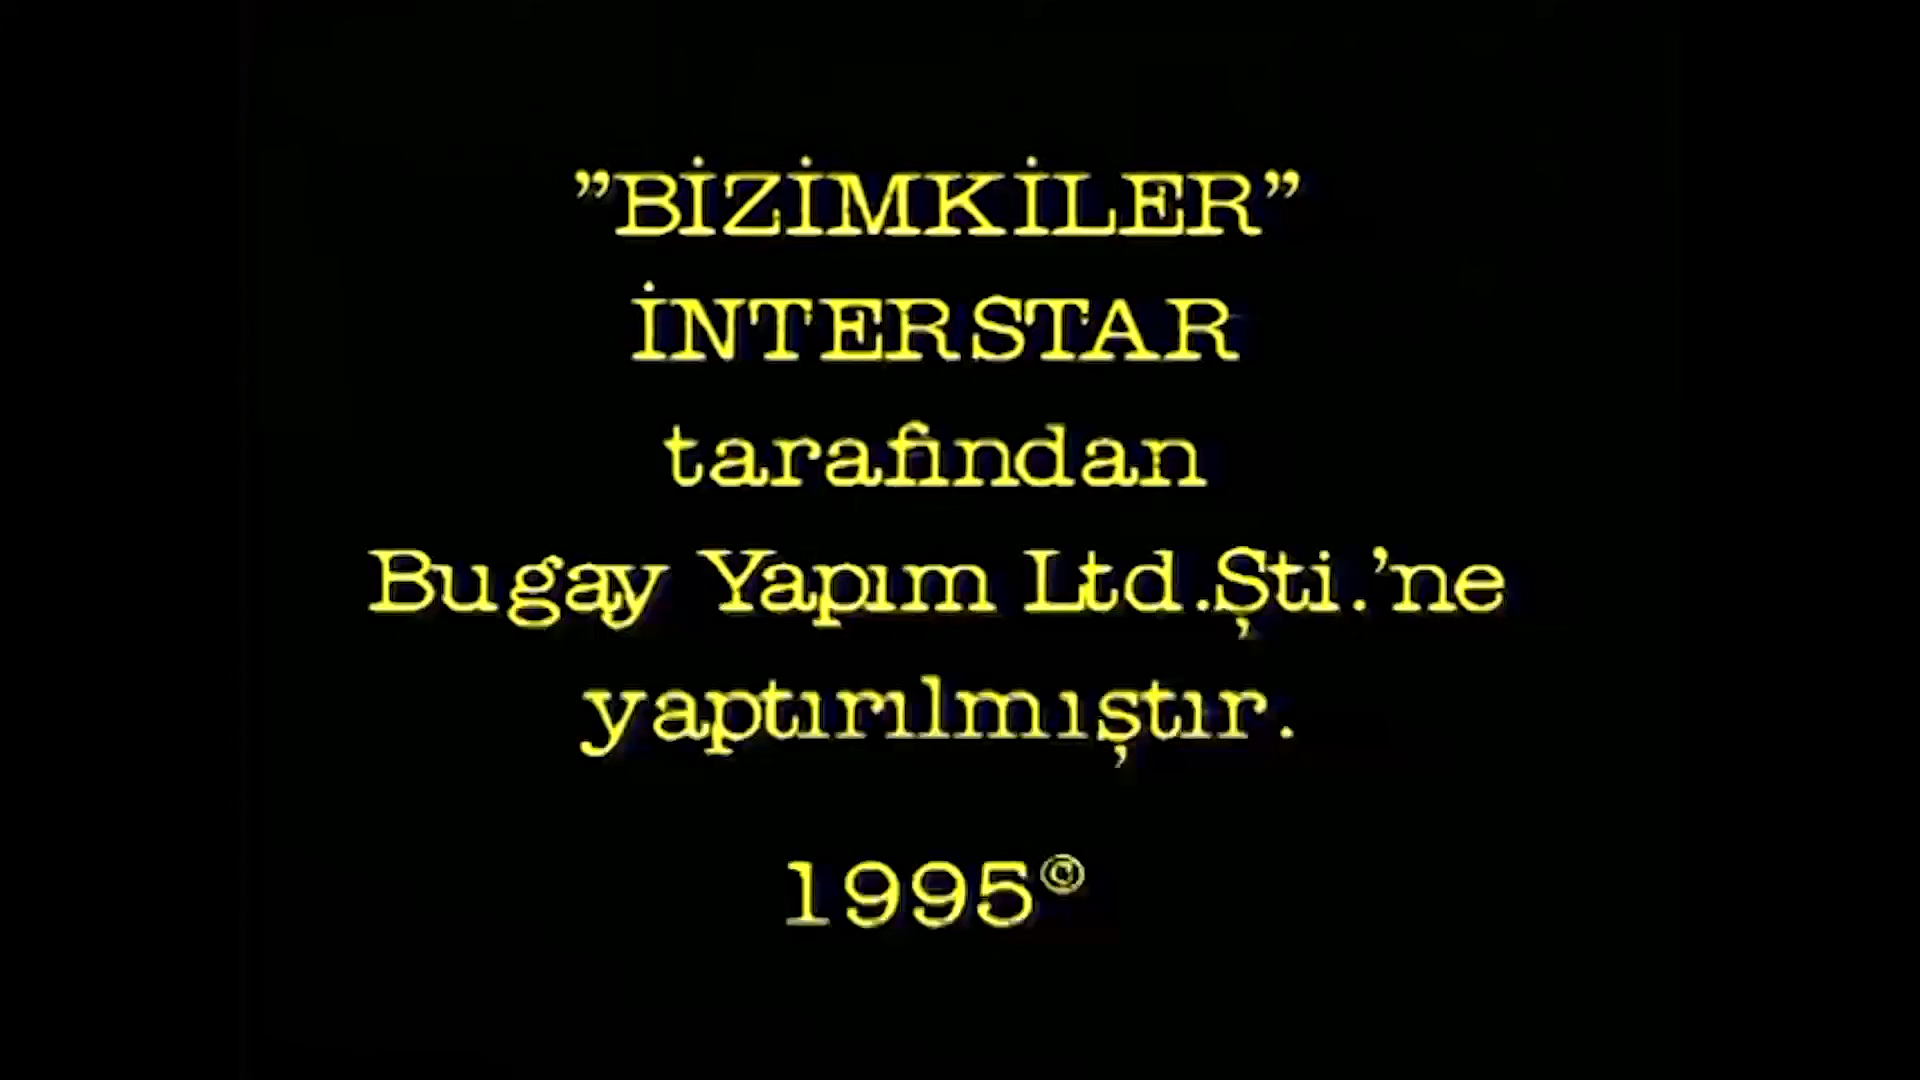 ”BİZİMKİLER”
İNTERSTAR
tarafından
Bugay Yapım Ltd.Şti.’ne
yaptırılmıştır.
1995©